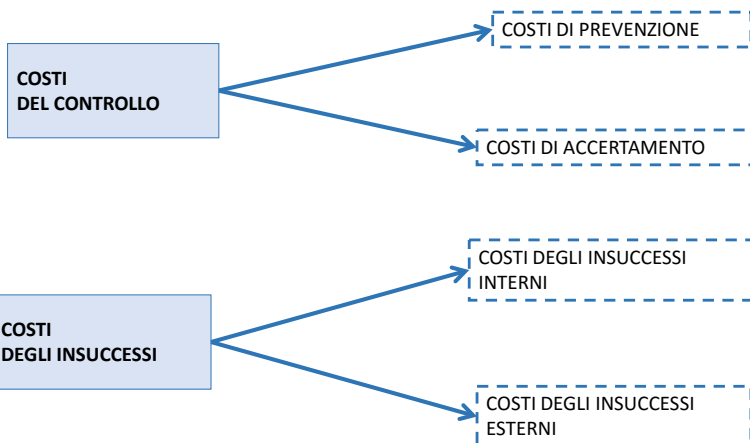 COSTI DI PREVENZIONE
COSTI
DEL CONTROLLO
COSTI DI ACCERTAMENTO
COSTI DEGLI INSUCCESSI
INTERNI
COSTI
DEGLI INSUCCESSI
COSTI DEGLI INSUCCESSI
ESTERNI